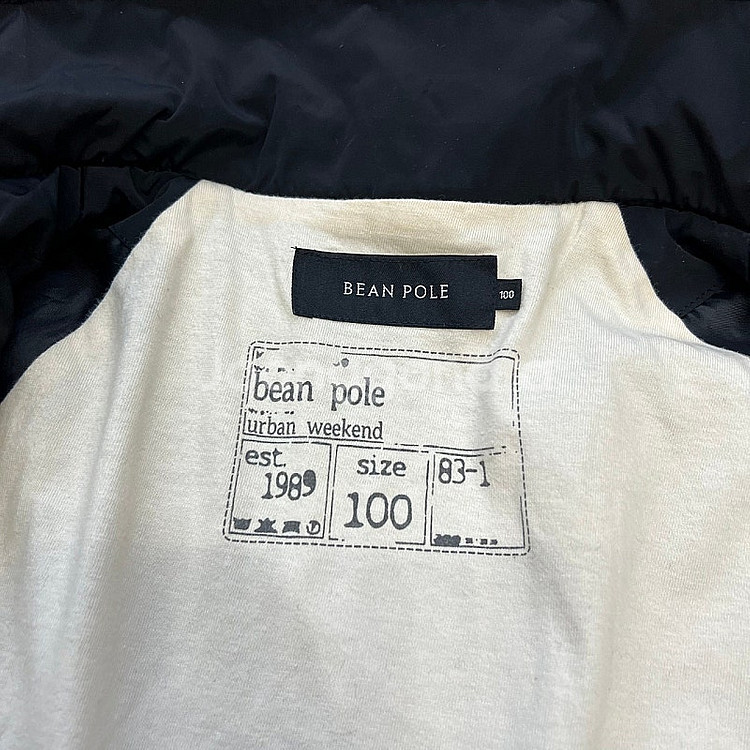 BEAN POLE
100
bean pole
urban weekend
est.
1989
size
100
83-1